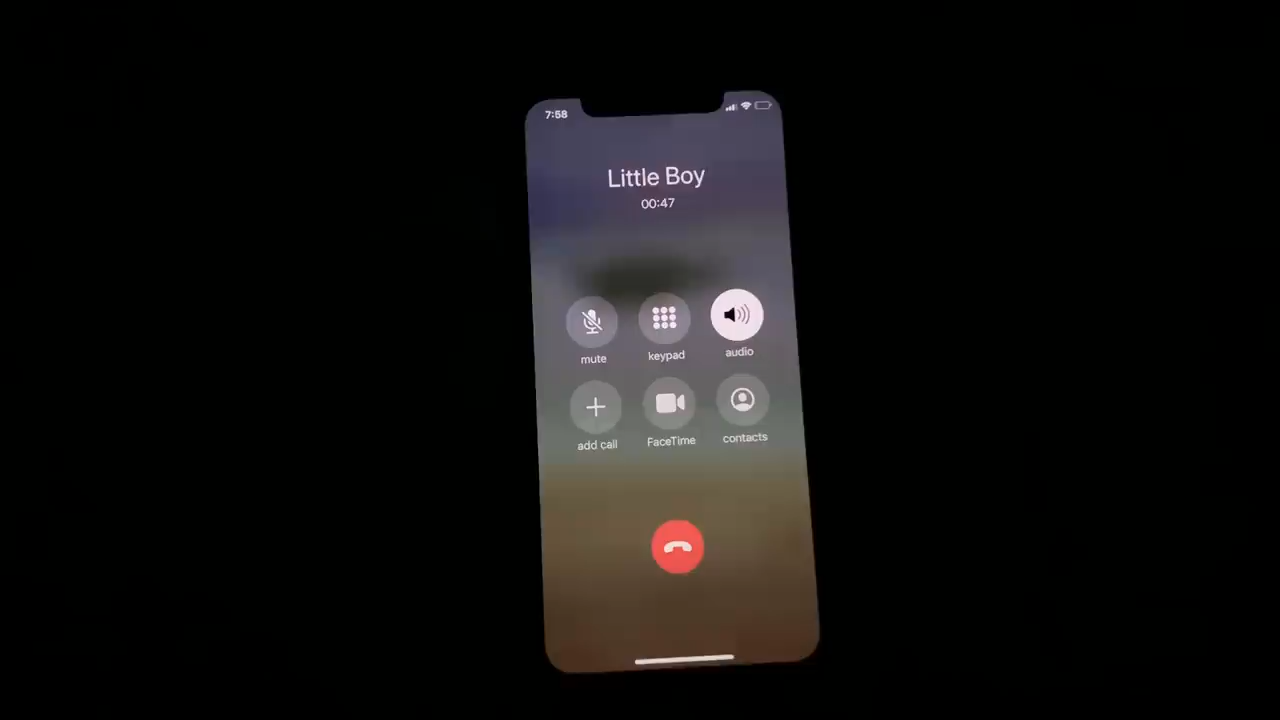 7:58
Little Boy
00:47
mute
keypad
audio
add call
FaceTime
contacts